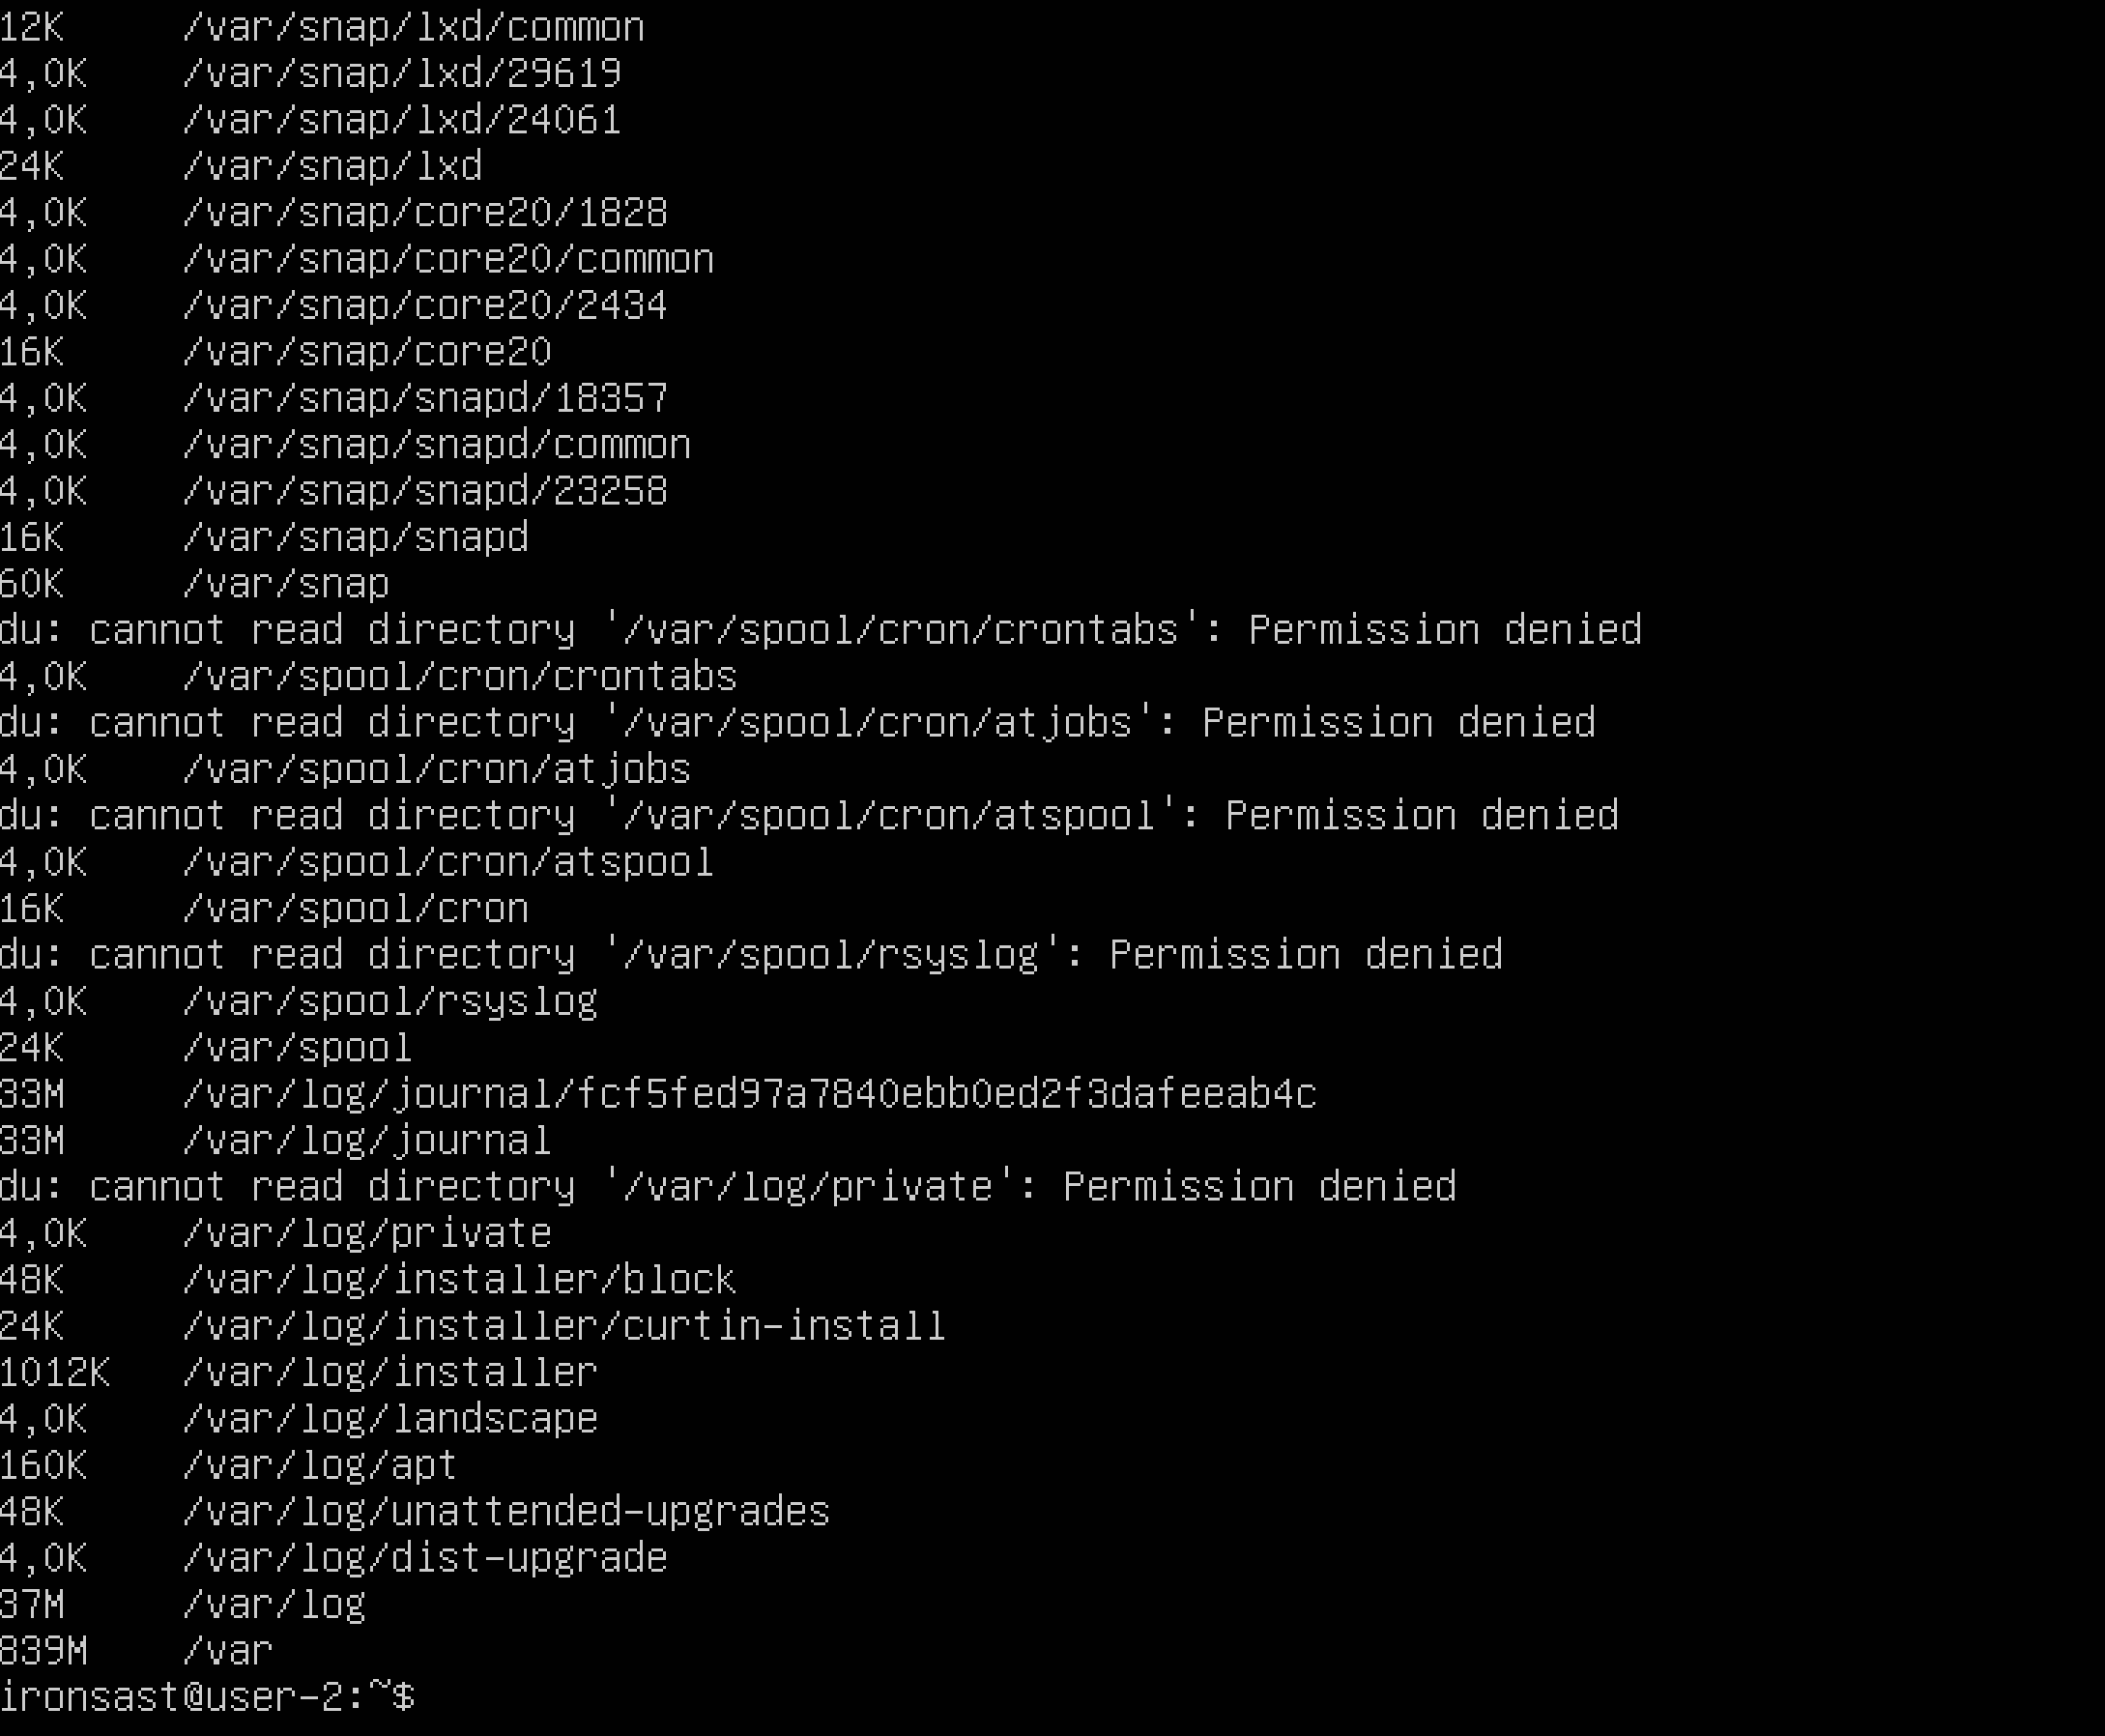 12K     /var/snap/lxd/common
4,0K    /var/snap/lxd/29619
4,0K    /var/snap/lxd/24061
24K     /var/snap/lxd
4,0K    /var/snap/core20/1828
4,0K    /var/snap/core20/common
4,0K    /var/snap/core20/2434
16K     /var/snap/core20
4,0K    /var/snap/snapd/18357
4,0K    /var/snap/snapd/common
4,0K    /var/snap/snapd/23258
16K     /var/snap/snapd
60K     /var/snap
du: cannot read directory '/var/spool/cron/crontabs': Permission denied
4,0K    /var/spool/cron/crontabs
du: cannot read directory '/var/spool/cron/atjobs': Permission denied
4,0K    /var/spool/cron/atjobs
du: cannot read directory '/var/spool/cron/atspool': Permission denied
4,0K    /var/spool/cron/atspool
16K     /var/spool/cron
du: cannot read directory '/var/spool/rsyslog': Permission denied
4,0K    /var/spool/rsyslog
24K     /var/spool
33M     /var/log/journal/fcf5fed97a7840ebb0ed2f3dafeeab4c
33M     /var/log/journal
du: cannot read directory '/var/log/private': Permission denied
4,0K    /var/log/private
48K     /var/log/installer/block
24K     /var/log/installer/curtin-install
1012K   /var/log/installer
4,0K    /var/log/landscape
160K    /var/log/apt
48K     /var/log/unattended-upgrades
4,0K    /var/log/dist-upgrade
37M     /var/log
839M    /var
ironsast@user-2:~$